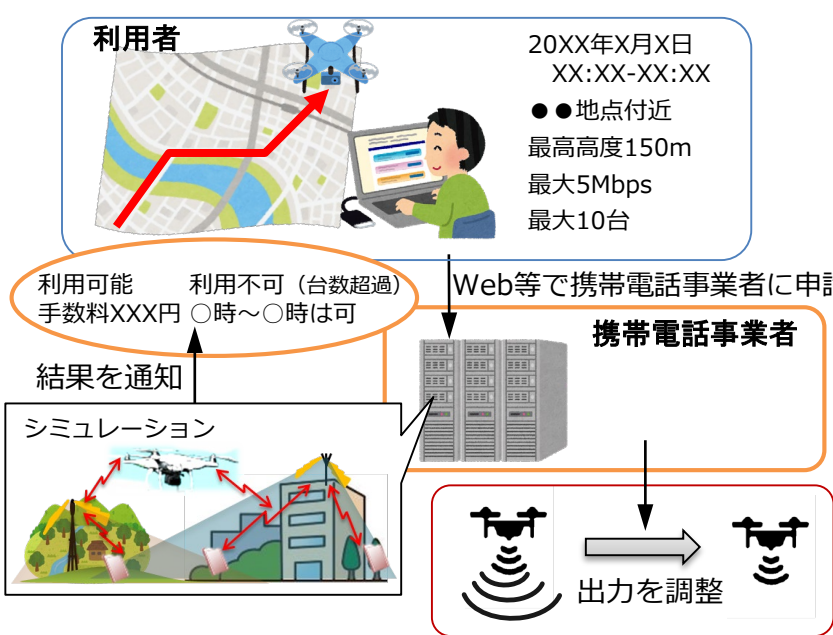 利用者
20XX年X月X日
XX:XX-XX:XX
●●地点付近
最高高度150m
最大5Mbps
最大10台
利用可能 利用不可（台数超過）
手数料XXX円 ○時～○時は可
Web等で携帯電話事業者に申
携帯電話事業者
結果を通知
シミュレーション
出力を調整